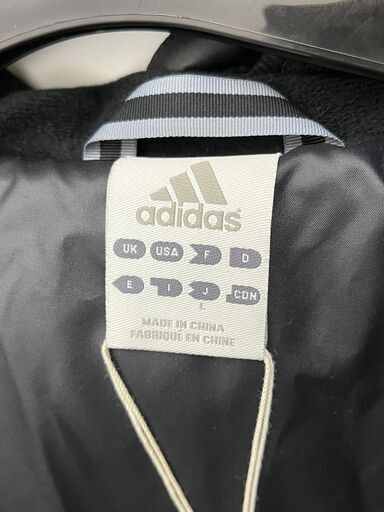 adidas
UK USA F D
E I J CDN
L
MADE IN CHINA
FABRIQUÉ EN CHINE